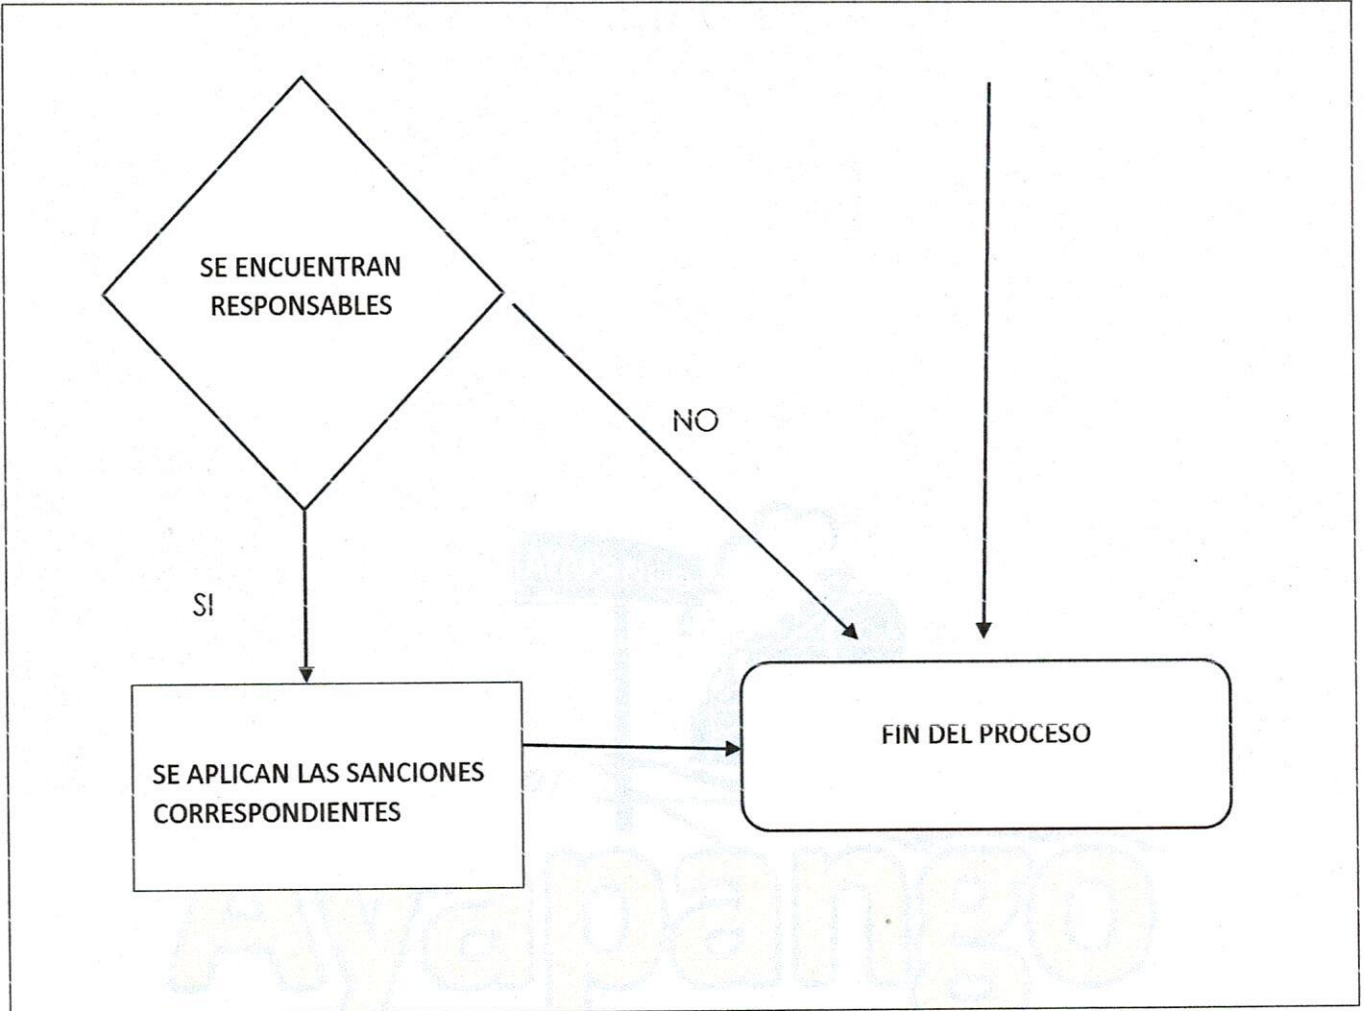 SE ENCUENTRAN
RESPONSABLES
NO
SI
SE APLICAN LAS SANCIONES
CORRESPONDIENTES
FIN DEL PROCESO
Ayapango